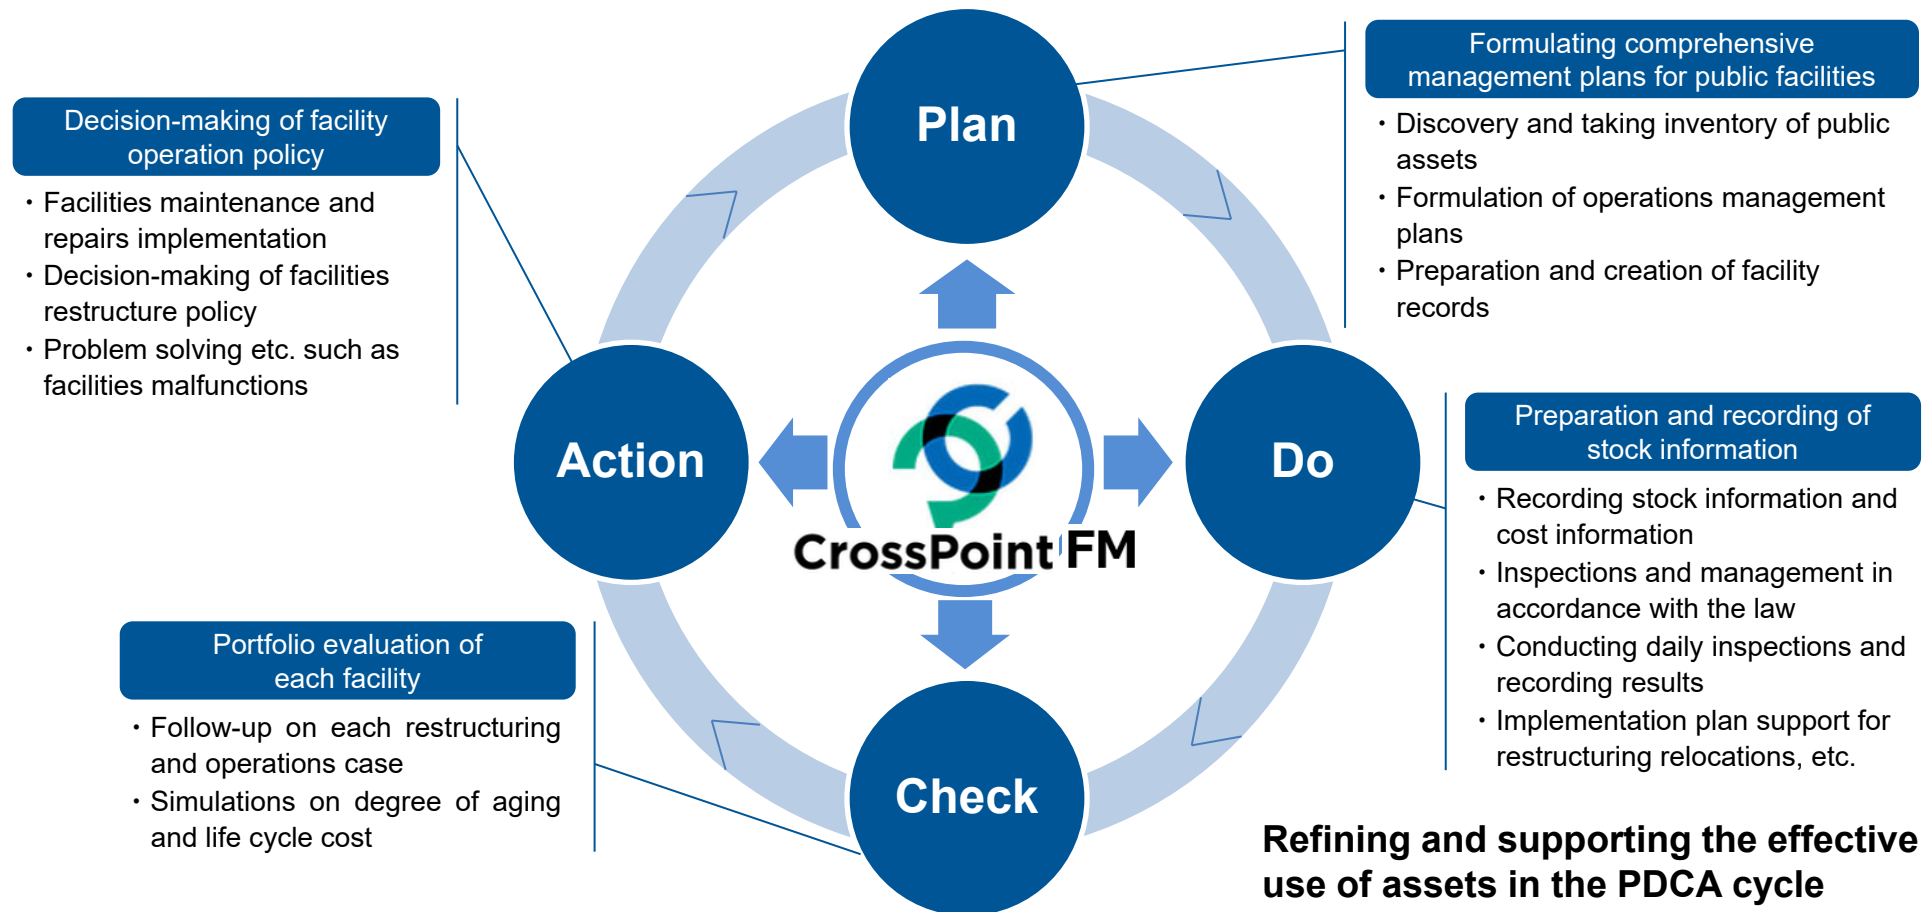 Plan
Formulating comprehensive
management plans for public facilities
・Discovery and taking inventory of public
assets
・Formulation of operations management
plans
・Preparation and creation of facility
records
Decision-making of facility
operation policy
・Facilities maintenance and
repairs implementation
・Decision-making of facilities
restructure policy
・Problem solving etc. such as
facilities malfunctions
Action
CrossPoint FM
Do
Preparation and recording of
stock information
・Recording stock information and
cost information
・Inspections and management in
accordance with the law
・Conducting daily inspections and
recording results
・Implementation plan support for
restructuring relocations, etc.
Portfolio evaluation of
each facility
・Follow-up on each restructuring
and operations case
・Simulations on degree of aging
and life cycle cost
Check
Refining and supporting the effective
use of assets in the PDCA cycle